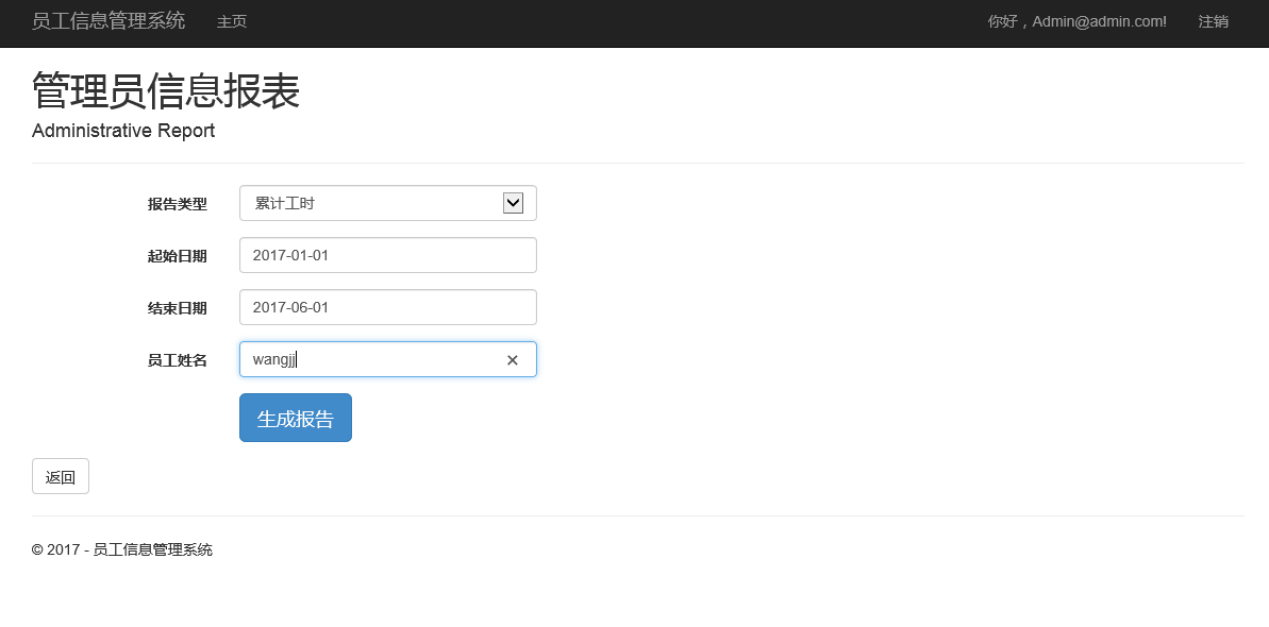 员工信息管理系统 主页 你好，Admin@admin.com! 注销
管理员信息报表
Administrative Report
报告类型 累计工时
起始日期 2017-01-01
结束日期 2017-06-01
员工姓名 wangjj
生成报告
返回
© 2017 - 员工信息管理系统